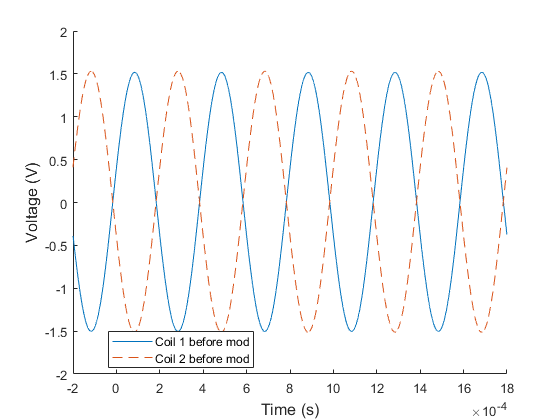 2
1.5
1
0.5
0
-0.5
-1
-1.5
-2
Voltage (V)
Coil 1 before mod
Coil 2 before mod
-2 0 2 4 6 8 10 12 14 16 18
Time (s)
×10⁻⁴